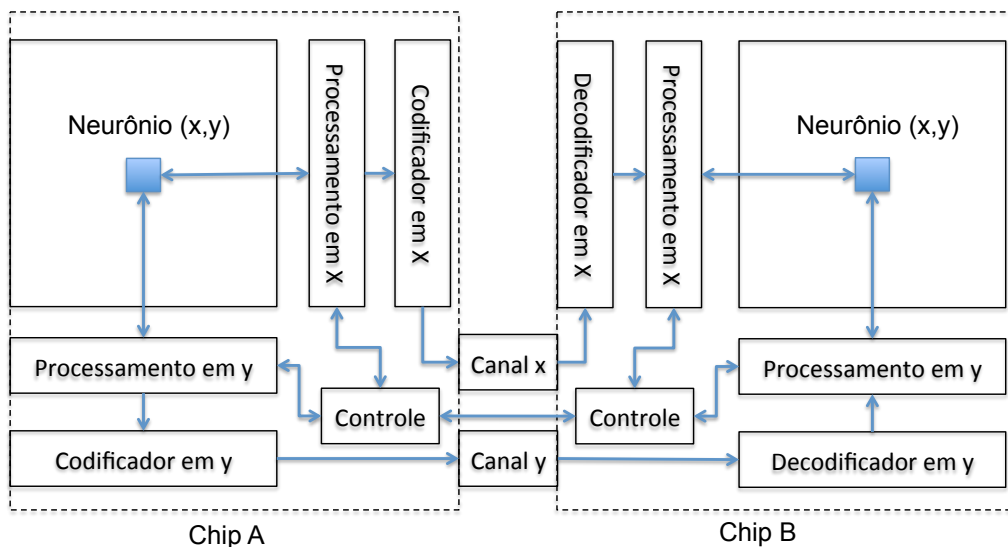 Neurônio (x,y)
Processamento em X
Codificador em X
Decodificador em X
Processamento em X
Neurônio (x,y)
Processamento em y
Canal x
Processamento em y
Controle
Controle
Codificador em y
Canal y
Decodificador em y
Chip A
Chip B